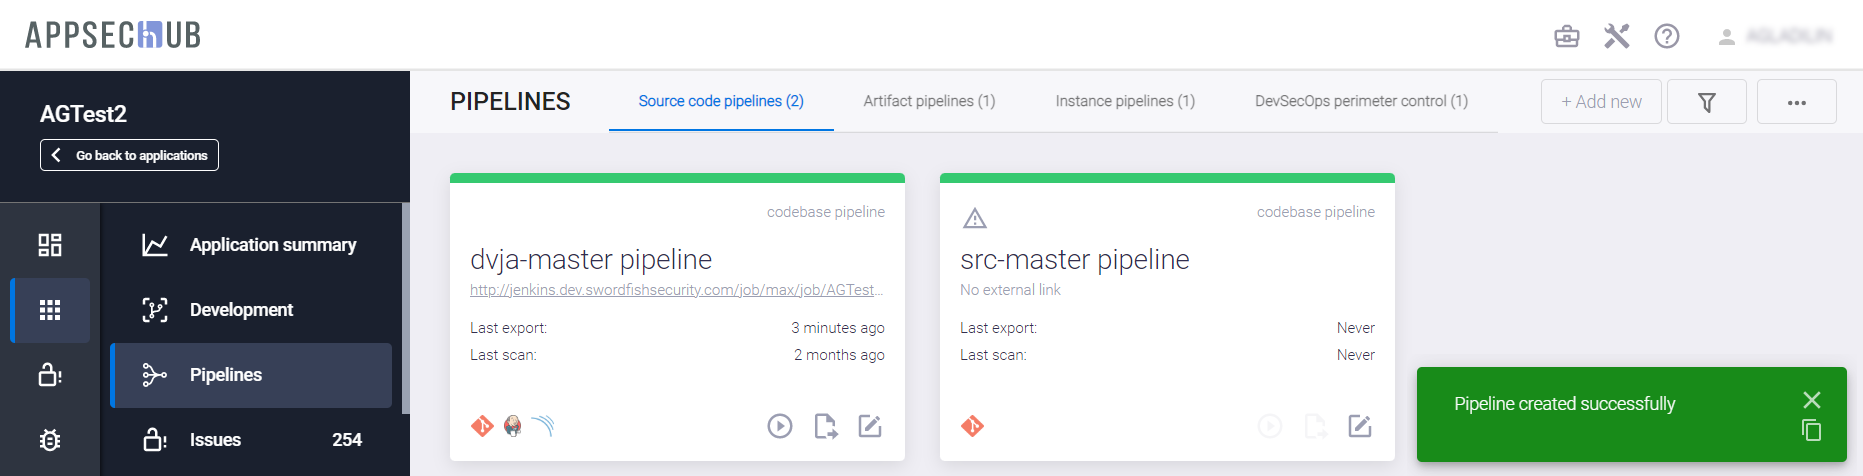 APPSECHUB
AGTest2
Go back to applications
Application summary
Development
Pipelines
Issues 254
PIPELINES
Source code pipelines (2)
Artifact pipelines (1)
Instance pipelines (1)
DevSecOps perimeter control (1)
+ Add new
codebase pipeline
dvja-master pipeline
http://jenkins.dev.swordfishsecurity.com/job/max/job/AGTest...
Last export: 3 minutes ago
Last scan: 2 months ago
codebase pipeline
src-master pipeline
No external link
Last export: Never
Last scan: Never
Pipeline created successfully